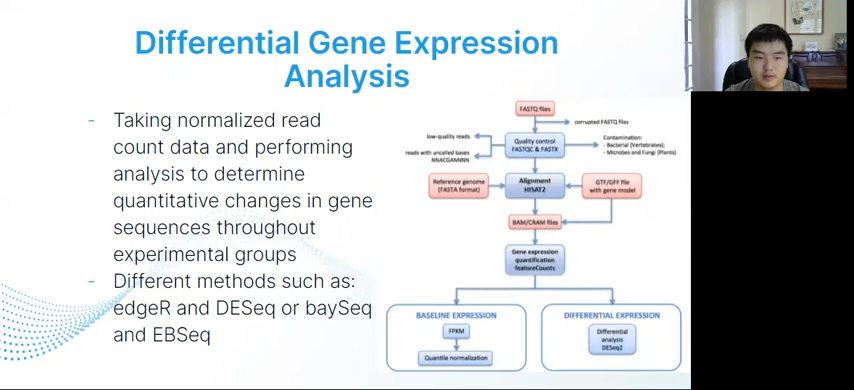 Differential Gene Expression
Analysis
- Taking normalized read
count data and performing
analysis to determine
quantitative changes in gene
sequences throughout
experimental groups
- Different methods such as:
edgeR and DESeq or baySeq
and EBSeq
FASTQ files
corrupted FASTQ files
low-quality reads
reads with uncalled bases
NNACGANNNN
Quality control
FASTQC & FASTX
Contamination:
- Bacterial (Vertebrates);
- Microbes and Fungi (Plants)
Reference genome
(FASTA format)
Alignment
HISAT2
GTF/GFF file
with gene model
BAM/CRAM files
Gene expression
quantification
featureCounts
BASELINE EXPRESSION
FPKM
Quantile normalization
DIFFERENTIAL EXPRESSION
Differential
analysis
DESeq2